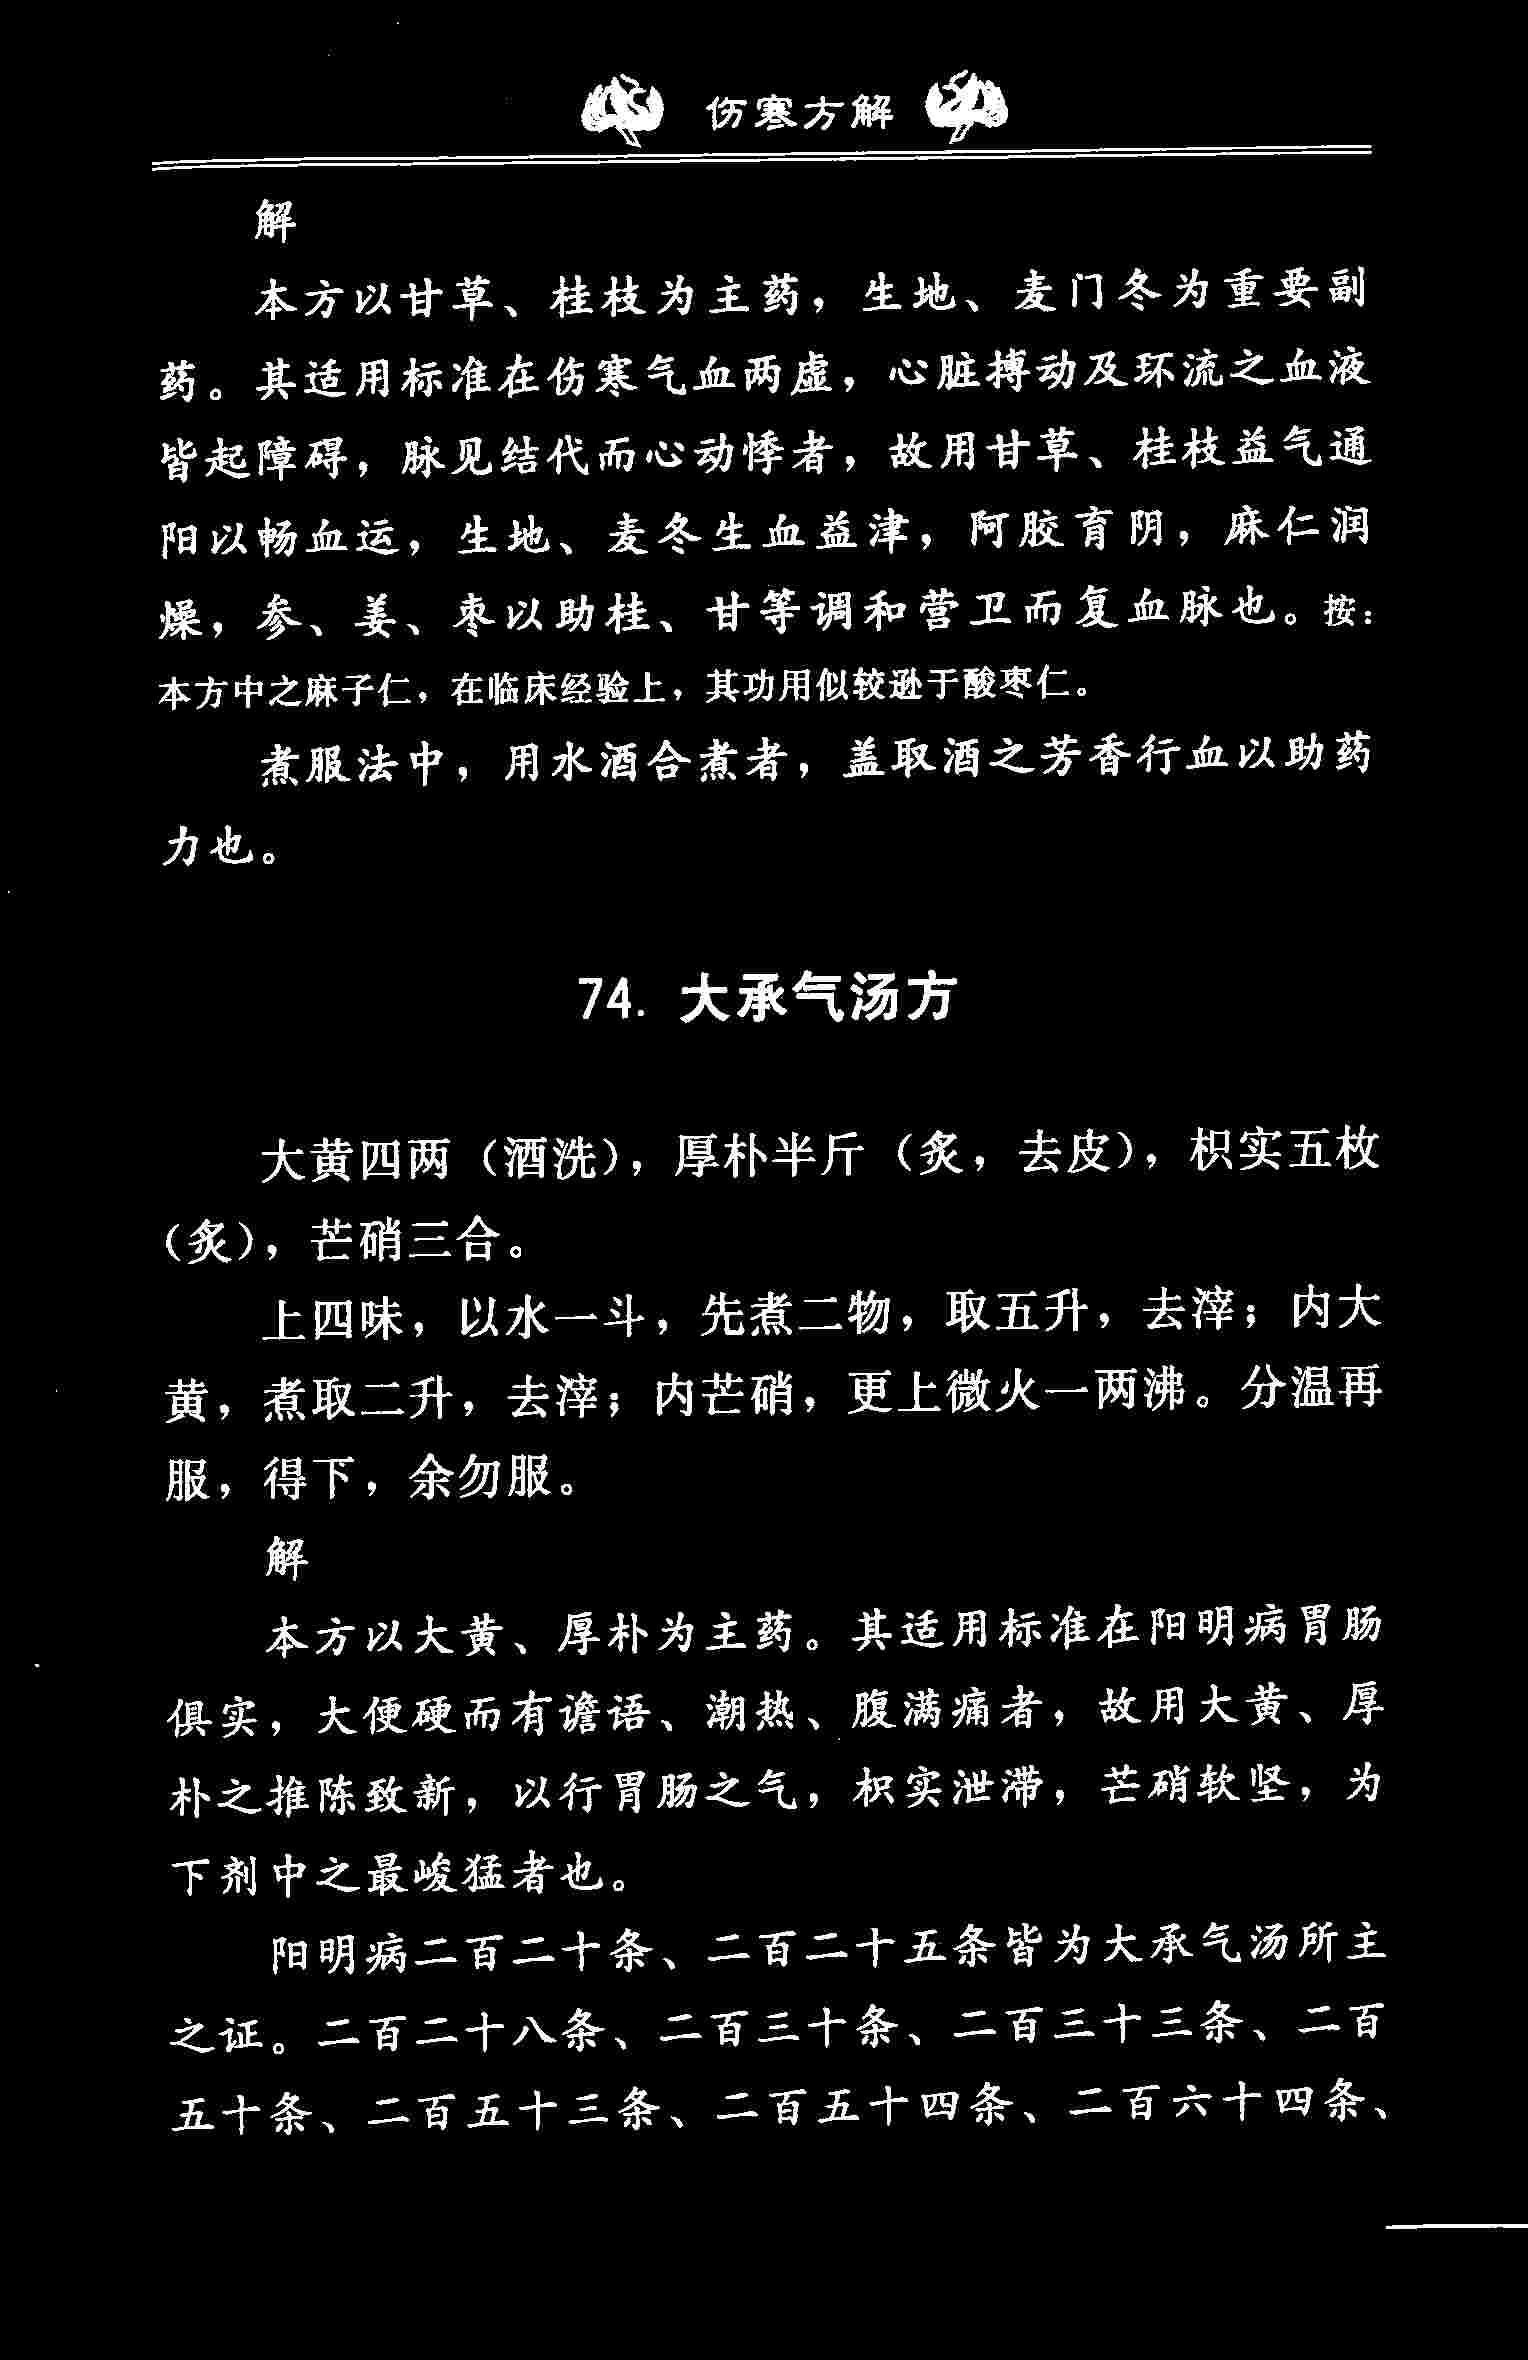 伤寒方解
解
本方以甘草、桂枝为主药，生地、麦门冬为重要副
药。其适用标准在伤寒气血两虚，心脏搏动及环流之血液
皆起障碍，脉见结代而心动悸者，故用甘草、桂枝益气通
阳以畅血运，生地、麦冬生血益津，阿胶育阴，麻仁润
燥，参、姜、枣以助桂、甘等调和营卫而复血脉也。按：
本方中之麻子仁，在临床经验上，其功用似较逊于酸枣仁。
煮服法中，用水酒合煮者，盖取酒之芳香行血以助药
力也。
74. 大承气汤方
大黄四两（酒洗），厚朴半斤（炙，去皮），枳实五枚
（炙），芒硝三合。
上四味，以水一斗，先煮二物，取五升，去滓；内大
黄，煮取二升，去滓；内芒硝，更上微火一两沸。分温再
服，得下，余勿服。
解
本方以大黄、厚朴为主药。其适用标准在阳明病胃肠
俱实，大便硬而有谵语、潮热、腹满痛者，故用大黄、厚
朴之推陈致新，以行胃肠之气，枳实泄滞，芒硝软坚，为
下剂中之最峻猛者也。
阳明病二百二十条、二百二十五条皆为大承气汤所主
之证。二百二十八条、二百三十条、二百三十三条、二百
五十条、二百五十三条、二百五十四条、二百六十四条、